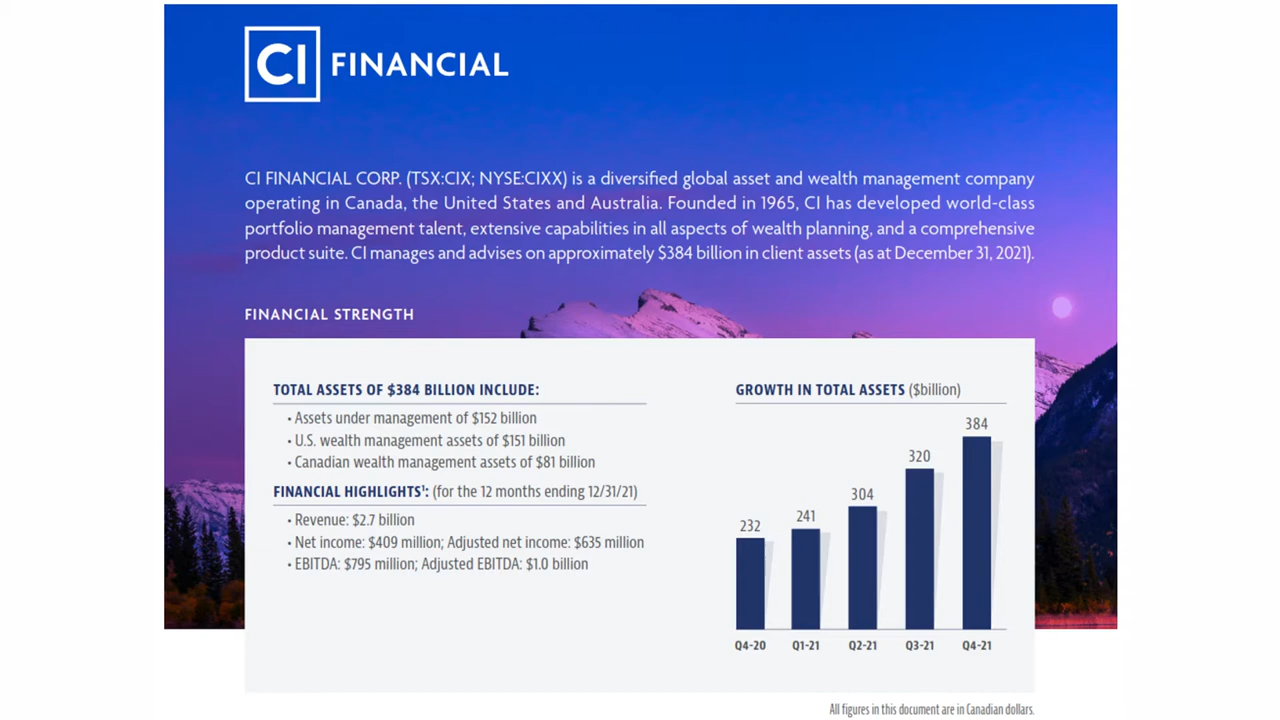 CI FINANCIAL
CI FINANCIAL CORP. (TSX:CIX; NYSE:CIXX) is a diversified global asset and wealth management company
operating in Canada, the United States and Australia. Founded in 1965, CI has developed world-class
portfolio management talent, extensive capabilities in all aspects of wealth planning, and a comprehensive
product suite. CI manages and advises on approximately $384 billion in client assets (as at December 31, 2021).
FINANCIAL STRENGTH
TOTAL ASSETS OF $384 BILLION INCLUDE:
• Assets under management of $152 billion
• U.S. wealth management assets of $151 billion
• Canadian wealth management assets of $81 billion
FINANCIAL HIGHLIGHTS¹: (for the 12 months ending 12/31/21)
• Revenue: $2.7 billion
• Net income: $409 million; Adjusted net income: $635 million
• EBITDA: $795 million; Adjusted EBITDA: $1.0 billion
GROWTH IN TOTAL ASSETS ($billion)
232 241 304 320 384
Q4-20 Q1-21 Q2-21 Q3-21 Q4-21
All figures in this document are in Canadian dollars.